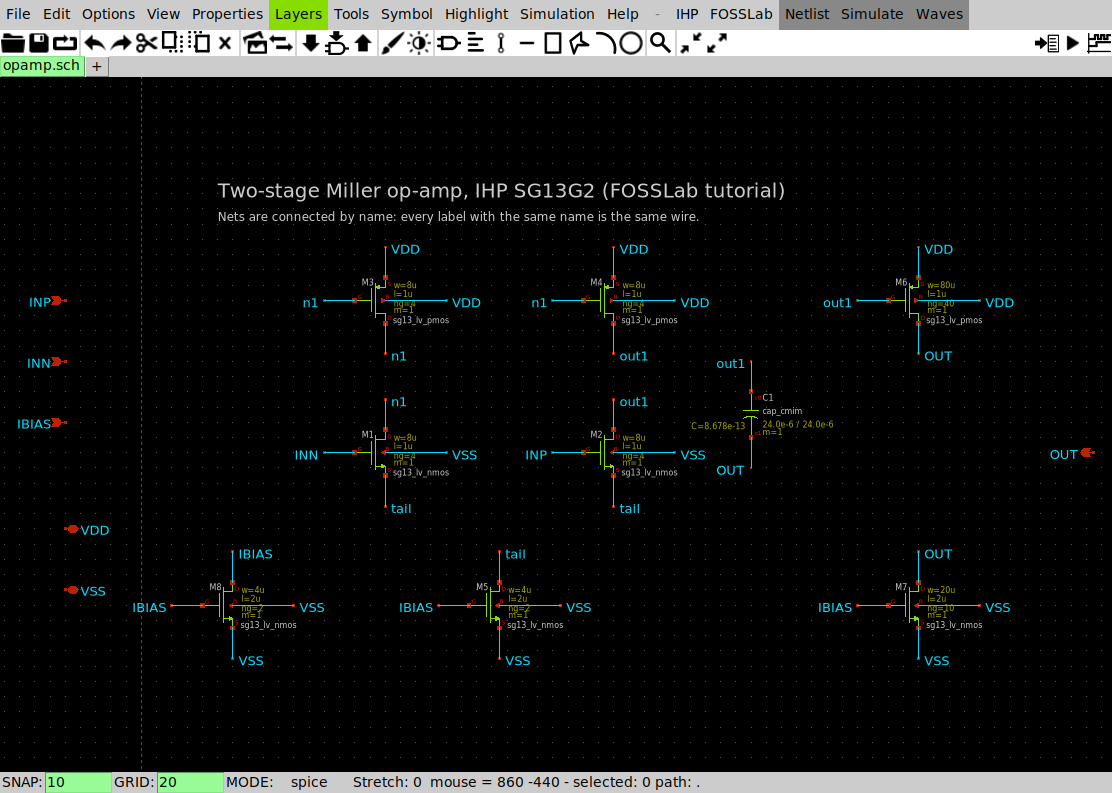 File Edit Options View Properties Layers Tools Symbol Highlight Simulation Help - IHP FOSSLab Netlist Simulate Waves
opamp.sch +
Two-stage Miller op-amp, IHP SG13G2 (FOSSLab tutorial)
Nets are connected by name: every label with the same name is the same wire.
VDD VDD VDD
M3 M4 M6
w=8u w=8u w=80u
l=1u l=1u l=1u
INP n1 VDD n1 VDD out1 VDD
ng=4 ng=4 ng=40
m=1 m=1 m=1
sg13_lv_pmos sg13_lv_pmos sg13_lv_pmos
n1 out1 OUT
INN out1
C1
n1 out1 cap_cmim
IBIAS C=8.678e-13 24.0e-6 / 24.0e-6
m=1
M1 M2
w=8u w=8u
l=1u l=1u
INN VSS INP VSS OUT
ng=4 ng=4
m=1 m=1
sg13_lv_nmos sg13_lv_nmos OUT
tail tail
VDD
IBIAS tail OUT
M8 M5 M7
VSS w=4u w=4u w=20u
l=2u l=2u l=2u
IBIAS VSS IBIAS VSS IBIAS VSS
ng=2 ng=2 ng=10
m=1 m=1 m=1
sg13_lv_nmos sg13_lv_nmos sg13_lv_nmos
VSS VSS VSS
SNAP: 10 GRID: 20 MODE: spice Stretch: 0 mouse = 860 -440 - selected: 0 path: .